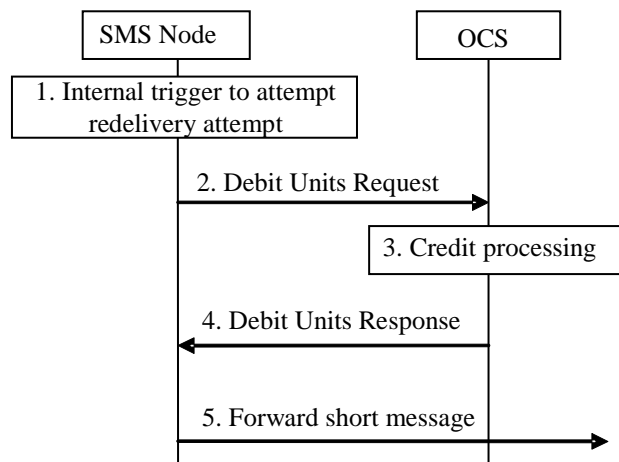 SMS Node
OCS
1. Internal trigger to attempt
redelivery attempt
2. Debit Units Request
3. Credit processing
4. Debit Units Response
5. Forward short message